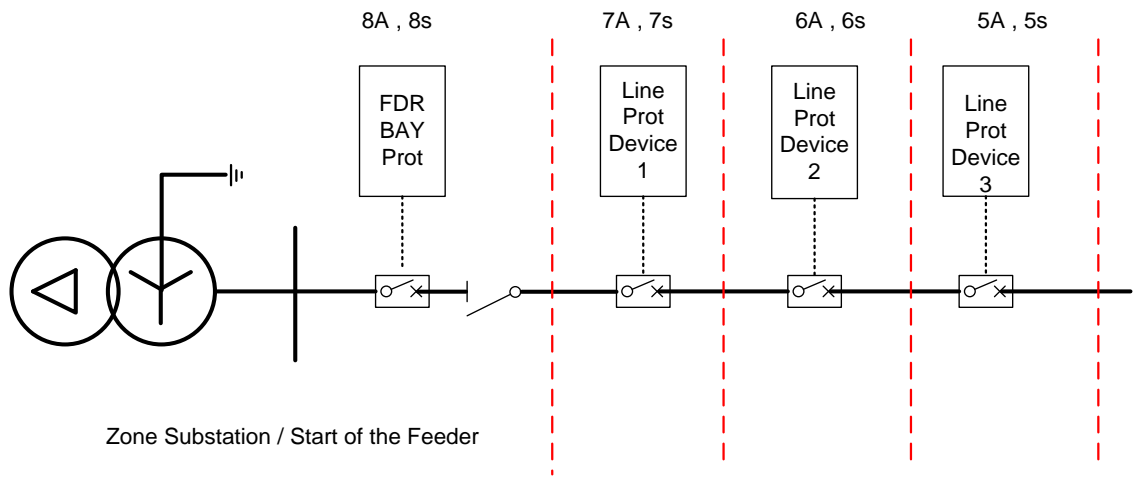 8A , 8s
7A , 7s
6A , 6s
5A , 5s
FDR
BAY
Prot
Line
Prot
Device
1
Line
Prot
Device
2
Line
Prot
Device
3
Zone Substation / Start of the Feeder